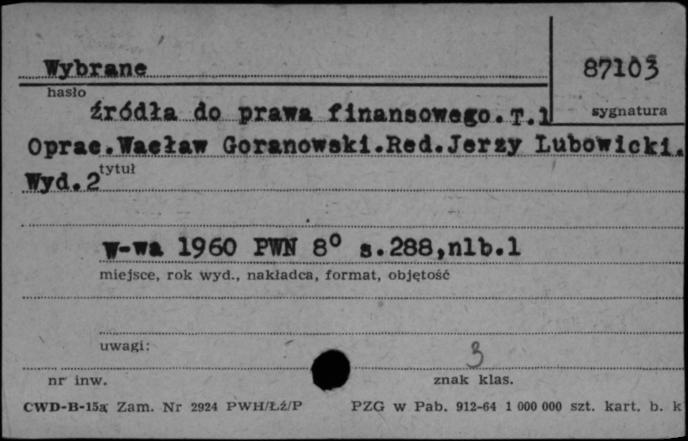 Wybrane
87103
hasło
sygnatura
źródła do prawa finansowego.T.1
Oprac.Wacław Goranowski.Red.Jerzy Lubowicki.
tytuł
Wyd.2
W-wa 1960 PWN 8° s.288,nlb.1
miejsce, rok wyd., nakładca, format, objętość
uwagi:
3
nr inw.
znak klas.
CWD-B-15a Zam. Nr 2924 PWH/Łź/P PZG w Pab. 912-64 1 000 000 szt. kart. b. k